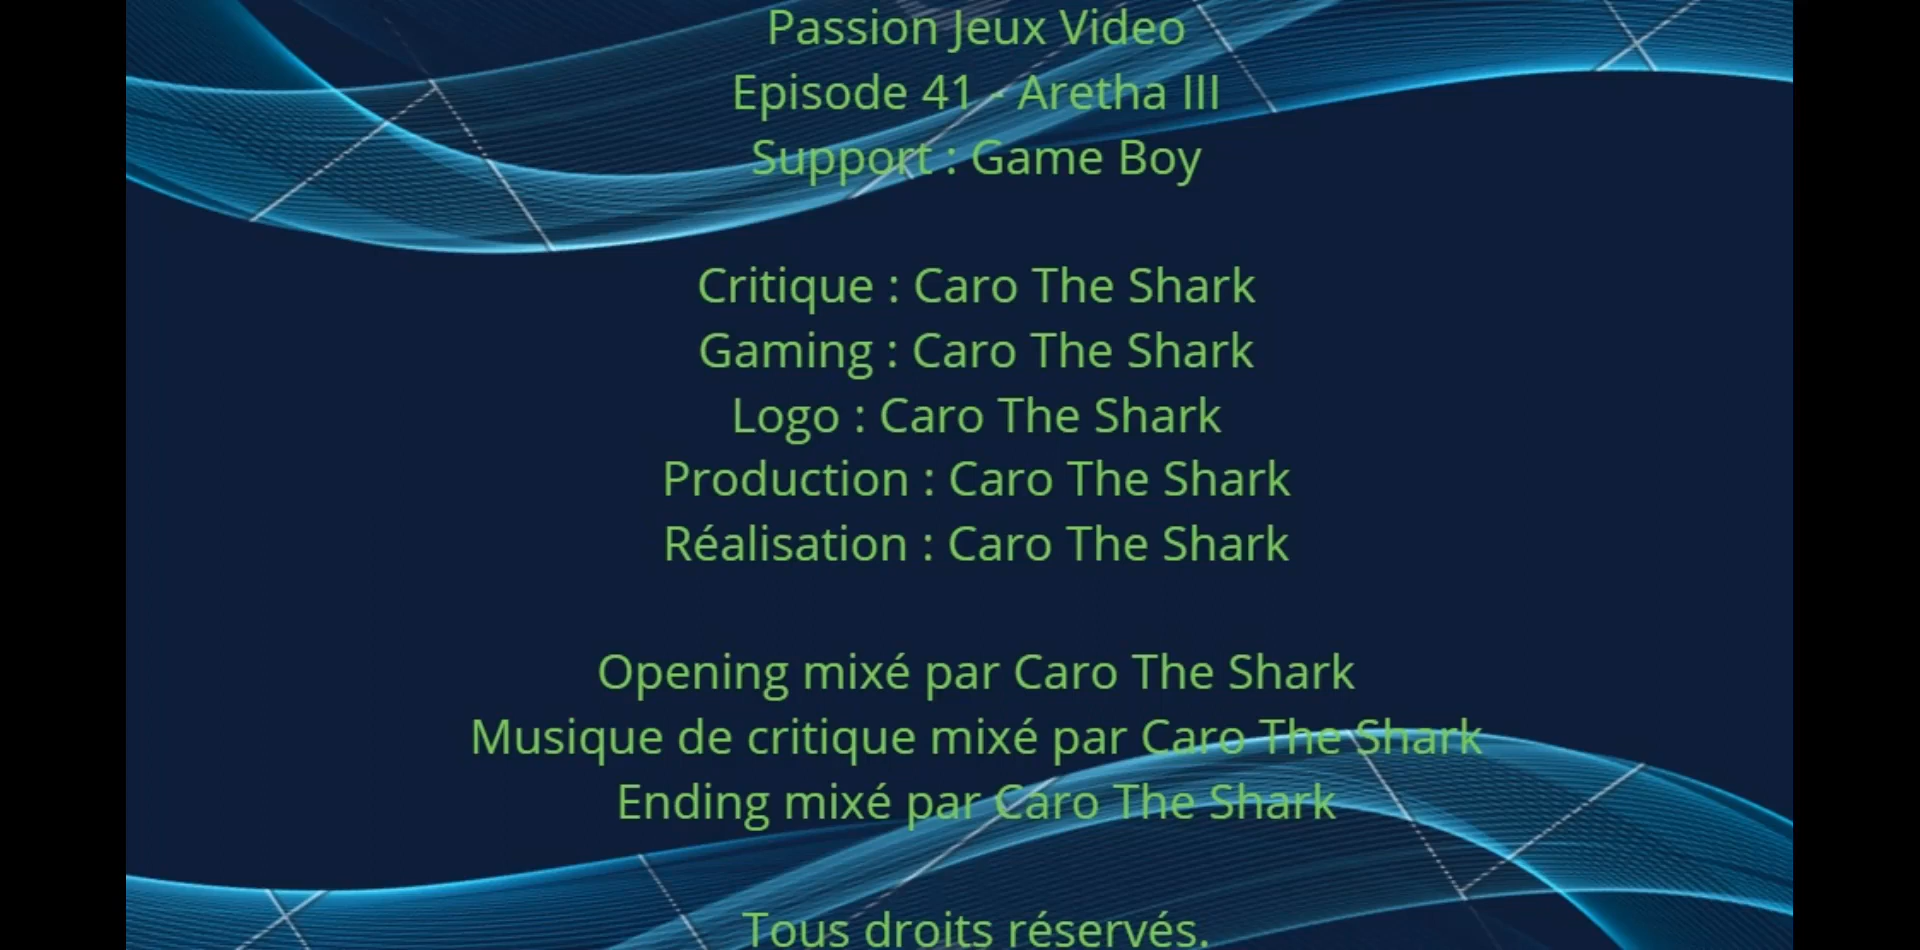 Passion Jeux Video
Episode 41 - Aretha III
Support : Game Boy
Critique : Caro The Shark
Gaming : Caro The Shark
Logo : Caro The Shark
Production : Caro The Shark
Réalisation : Caro The Shark
Opening mixé par Caro The Shark
Musique de critique mixé par Caro The Shark
Ending mixé par Caro The Shark
Tous droits réservés.